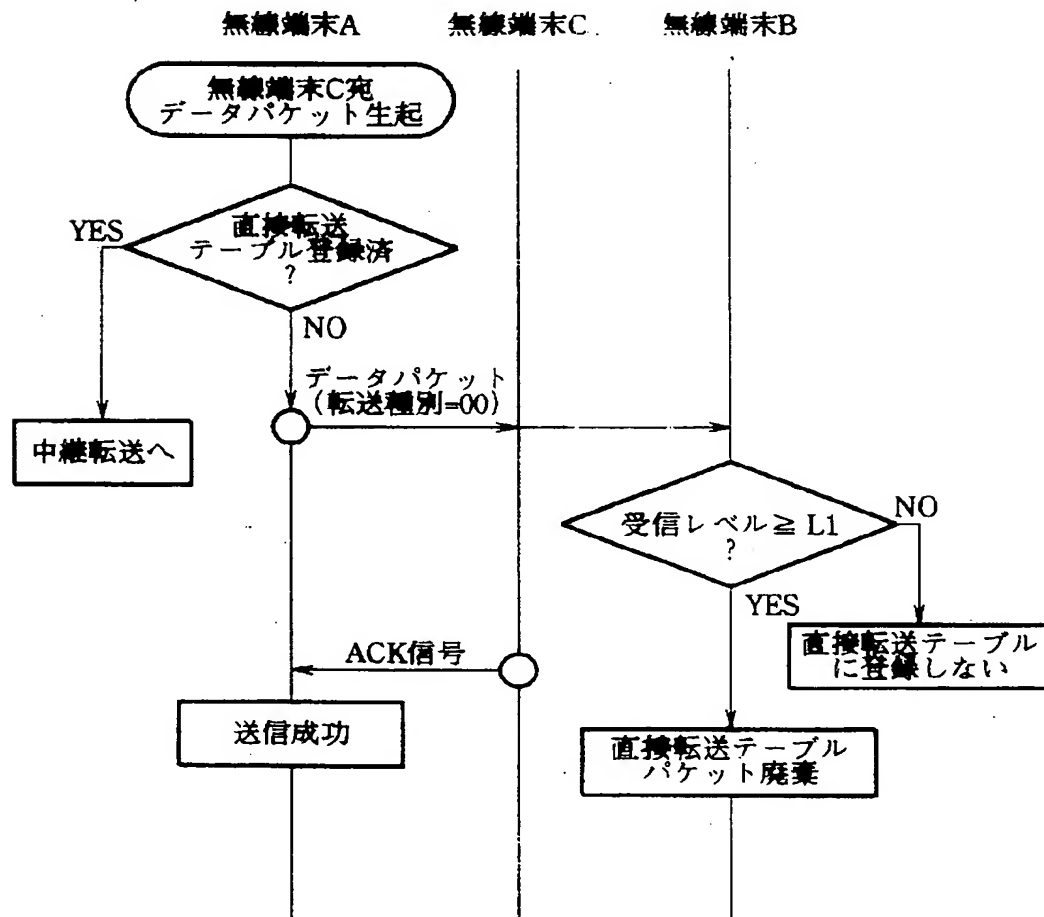 無線端末A 無線端末C 無線端末B
無線端末C宛
データパケット生起
YES
直接転送
テーブル登録済
?
NO
データパケット
(転送種別=00)
中継転送へ
受信レベル≧L1
?
NO
YES
直接転送テーブル
に登録しない
ACK信号
送信成功
直接転送テーブル
パケット廃棄